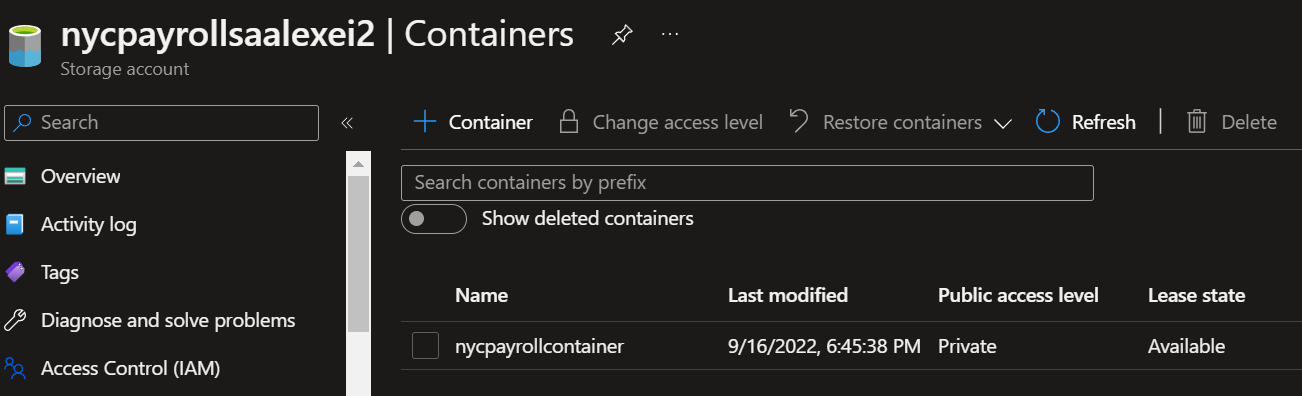 nycpayrollsaalexei2 | Containers ...
Storage account
Search «
Overview
Activity log
Tags
Diagnose and solve problems
Access Control (IAM)
+ Container Change access level Restore containers Refresh | Delete
Search containers by prefix
Show deleted containers
Name Last modified Public access level Lease state
nycpayrollcontainer 9/16/2022, 6:45:38 PM Private Available